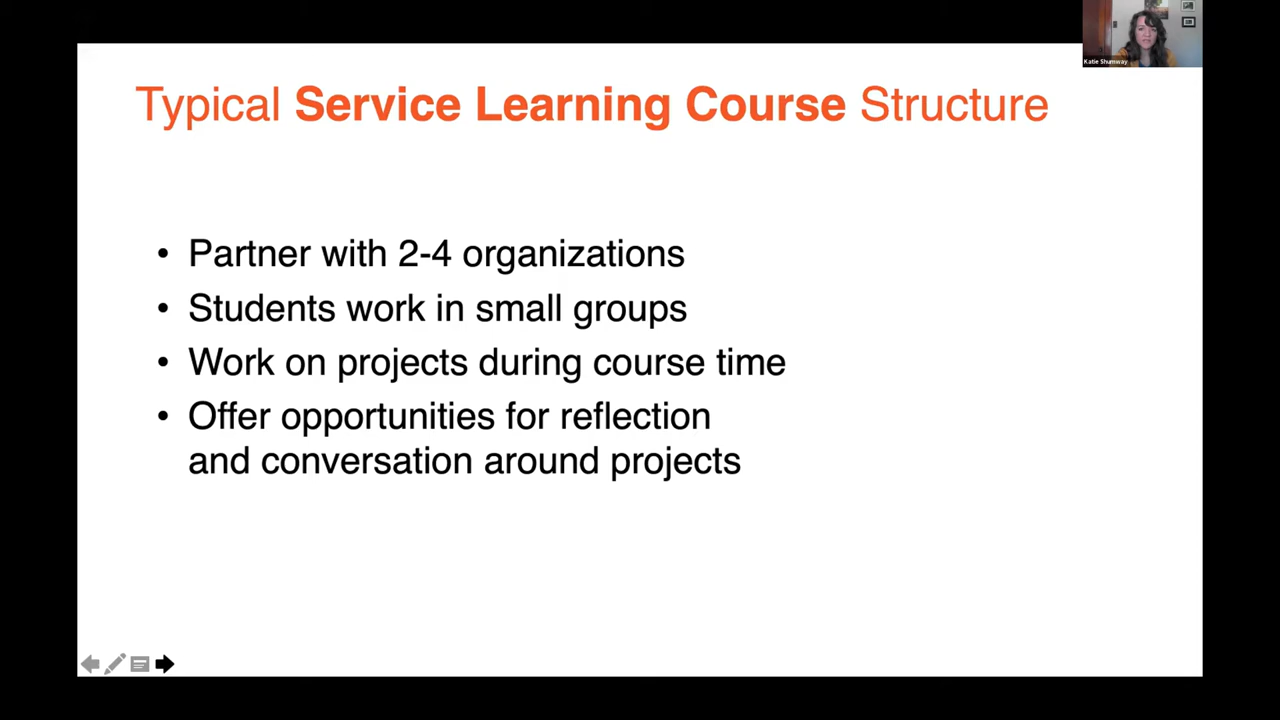 Katie Shumway
Typical Service Learning Course Structure
• Partner with 2-4 organizations
• Students work in small groups
• Work on projects during course time
• Offer opportunities for reflection
and conversation around projects